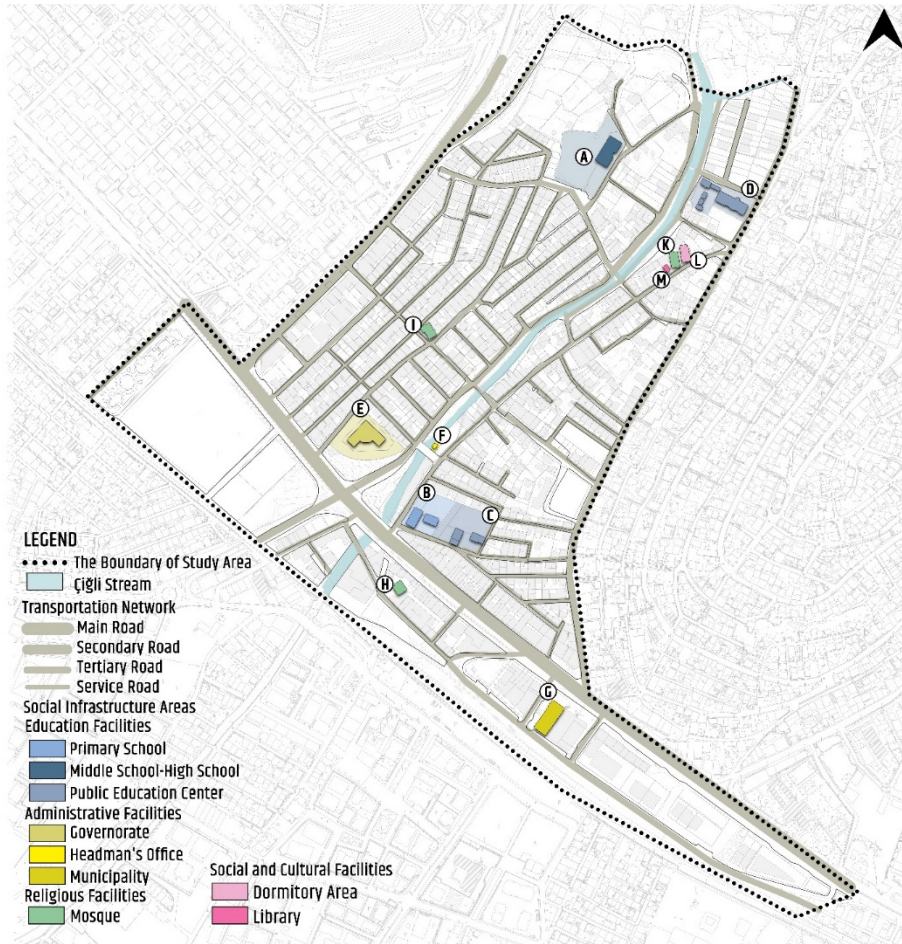 A
D
K
L
M
I
E
F
B
C
H
G
LEGEND
The Boundary of Study Area
Çiğli Stream
Transportation Network
Main Road
Secondary Road
Tertiary Road
Service Road
Social Infrastructure Areas
Education Facilities
Primary School
Middle School-High School
Public Education Center
Administrative Facilities
Governorate
Headman's Office
Municipality
Religious Facilities
Mosque
Social and Cultural Facilities
Dormitory Area
Library